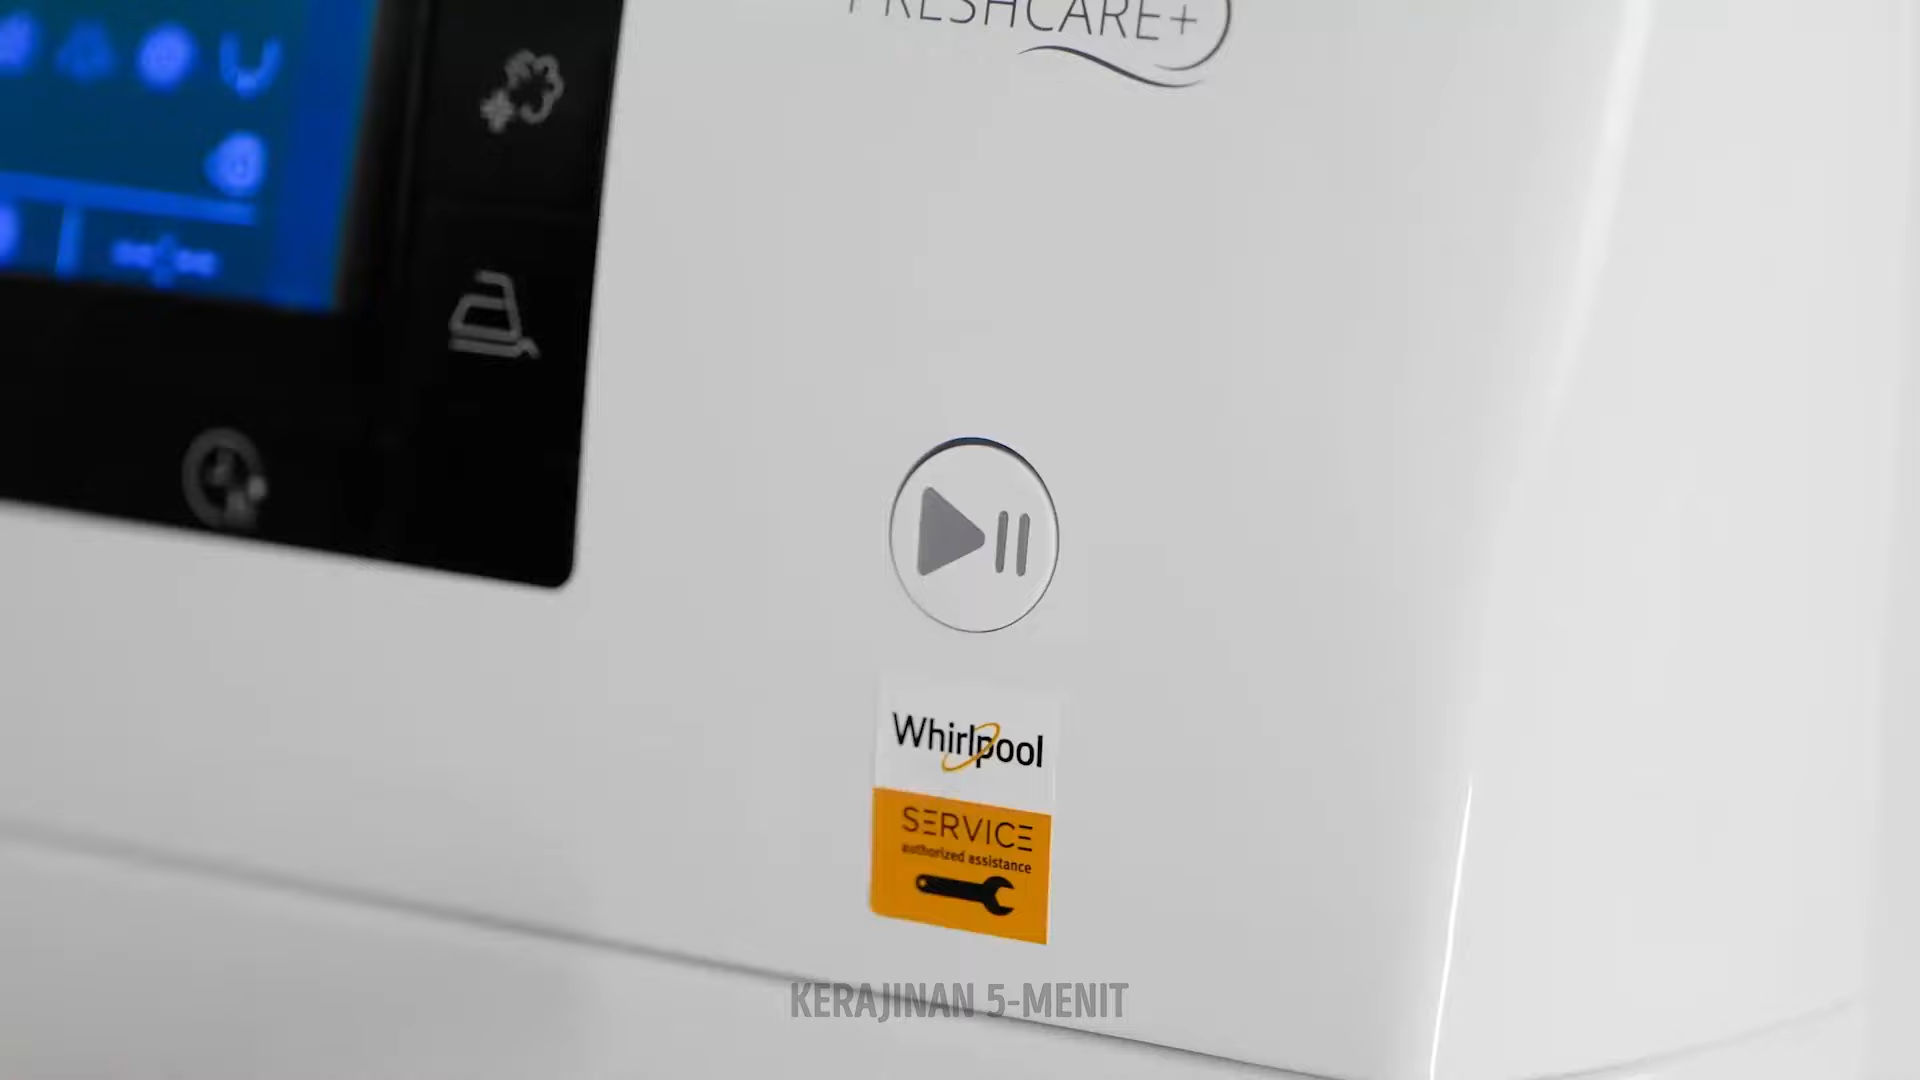 FRESHCARE+
Whirlpool
SERVICE
authorized assistance
KERAJINAN 5-MENIT